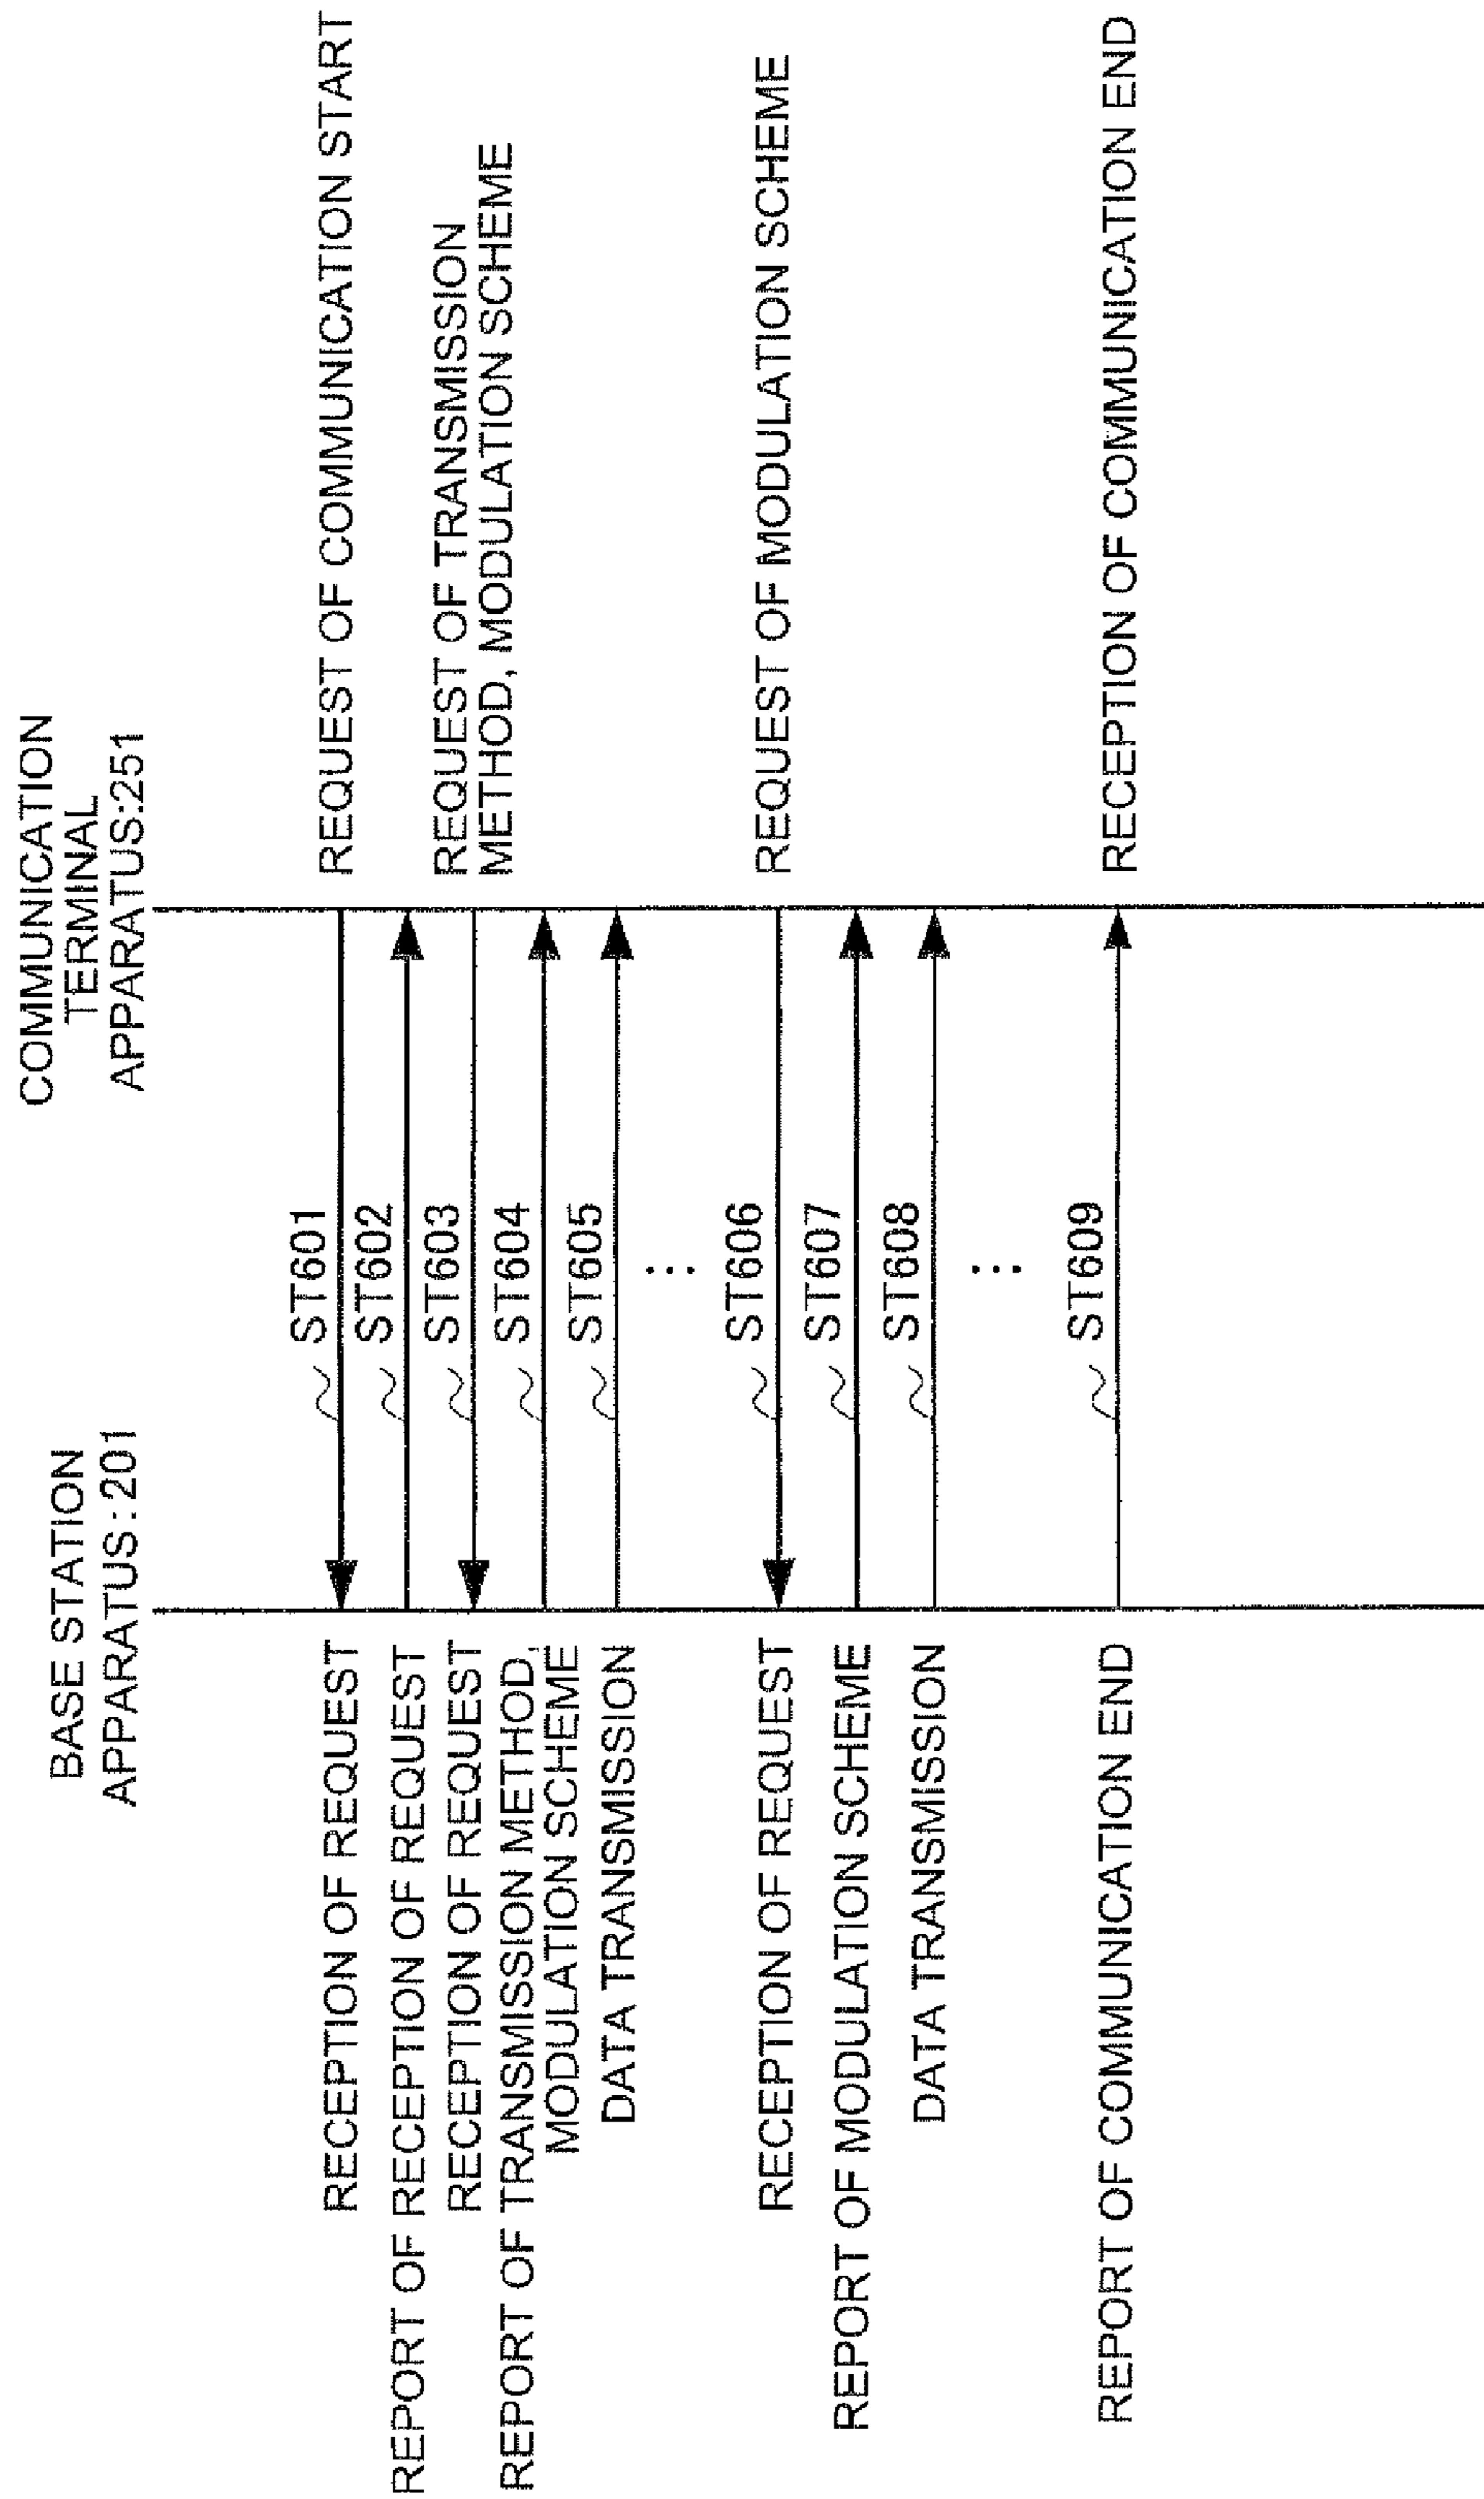 BASE STATION
APPARATUS:201
COMMUNICATION
TERMINAL
APPARATUS:251
RECEPTION OF REQUEST
ST601
REQUEST OF COMMUNICATION START
REPORT OF RECEPTION OF REQUEST
ST602
RECEPTION OF REQUEST
ST603
REQUEST OF TRANSMISSION
METHOD, MODULATION SCHEME
REPORT OF TRANSMISSION METHOD,
MODULATION SCHEME
ST604
DATA TRANSMISSION
ST605
...
RECEPTION OF REQUEST
ST606
REQUEST OF MODULATION SCHEME
REPORT OF MODULATION SCHEME
ST607
DATA TRANSMISSION
ST608
...
REPORT OF COMMUNICATION END
ST609
RECEPTION OF COMMUNICATION END